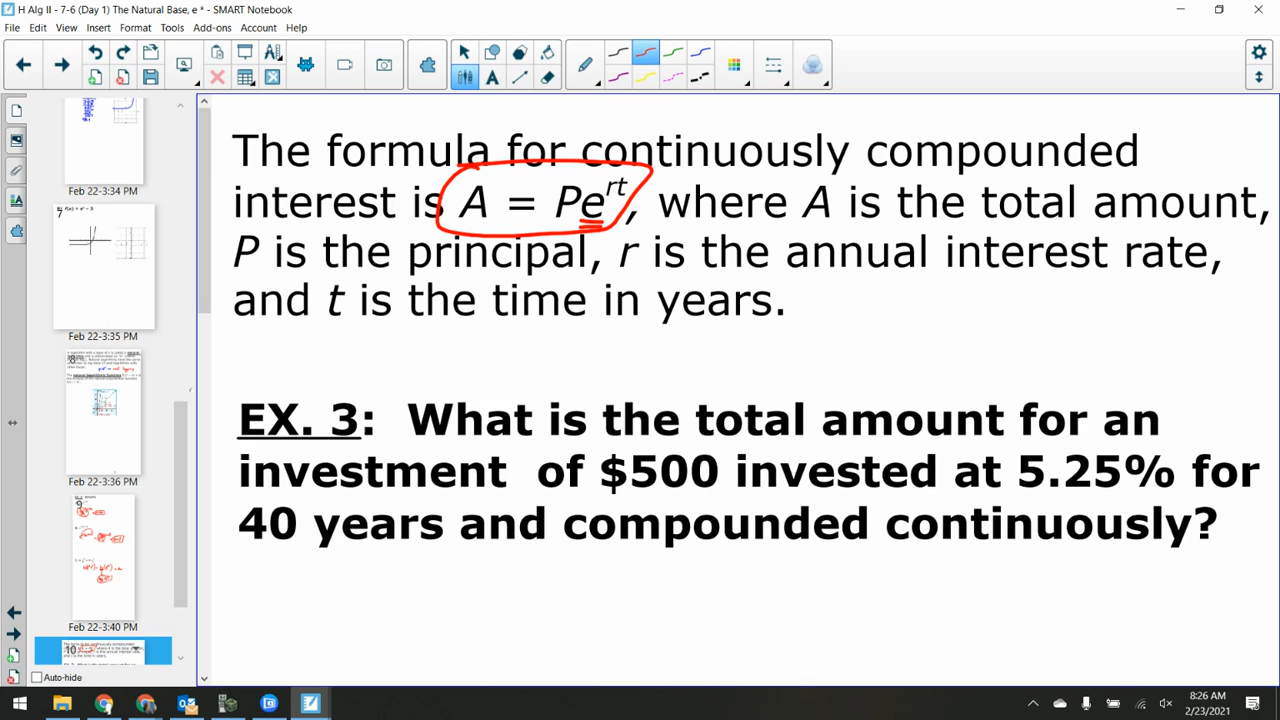 H Alg II - 7-6 (Day 1) The Natural Base, e * - SMART Notebook
File Edit View Insert Format Tools Add-ons Account Help
The formula for continuously compounded
interest is A = Pe^rt, where A is the total amount,
P is the principal, r is the annual interest rate,
and t is the time in years.
EX. 3: What is the total amount for an
investment of $500 invested at 5.25% for
40 years and compounded continuously?
Feb 22-3:34 PM
7
Feb 22-3:35 PM
8
Feb 22-3:36 PM
9
Feb 22-3:40 PM
10
Auto-hide
8:26 AM
2/23/2021